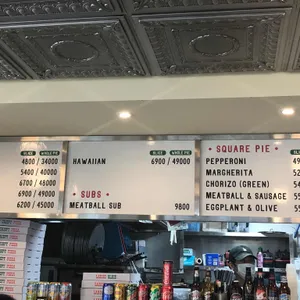 SLICE WHOLE PIE
4800 / 34000
5400 / 40000
6700 / 48000
6900 / 49000
6200 / 45000
SLICE WHOLE PIE
HAWAIIAN 6900 / 49000
• SUBS •
MEATBALL SUB 9800
• SQUARE PIE •
PEPPERONI
MARGHERITA
CHORIZO (GREEN)
MEATBALL & SAUSAGE
EGGPLANT & OLIVE